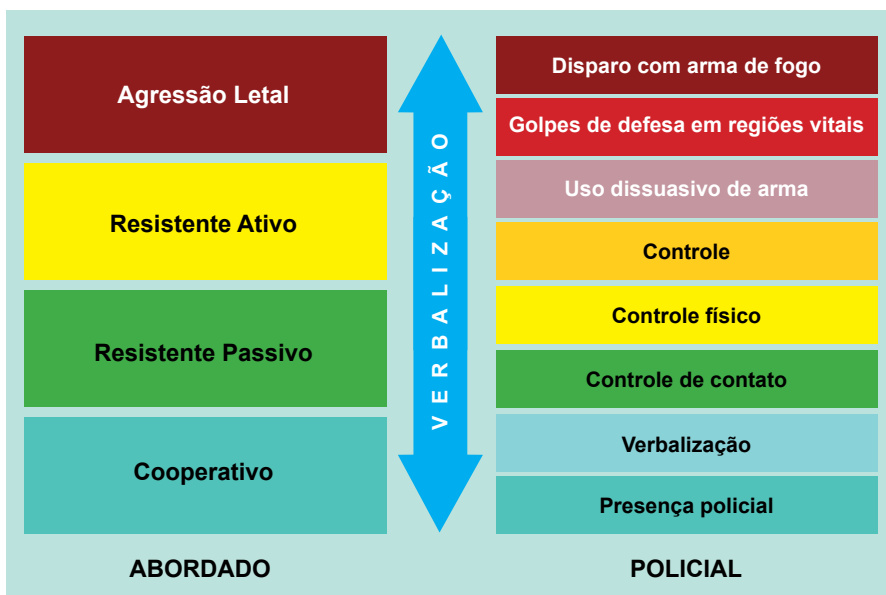 Agressão Letal
Resistente Ativo
Resistente Passivo
Cooperativo
ABORDADO
VERBALIZAÇÃO
Disparo com arma de fogo
Golpes de defesa em regiões vitais
Uso dissuasivo de arma
Controle
Controle físico
Controle de contato
Verbalização
Presença policial
POLICIAL